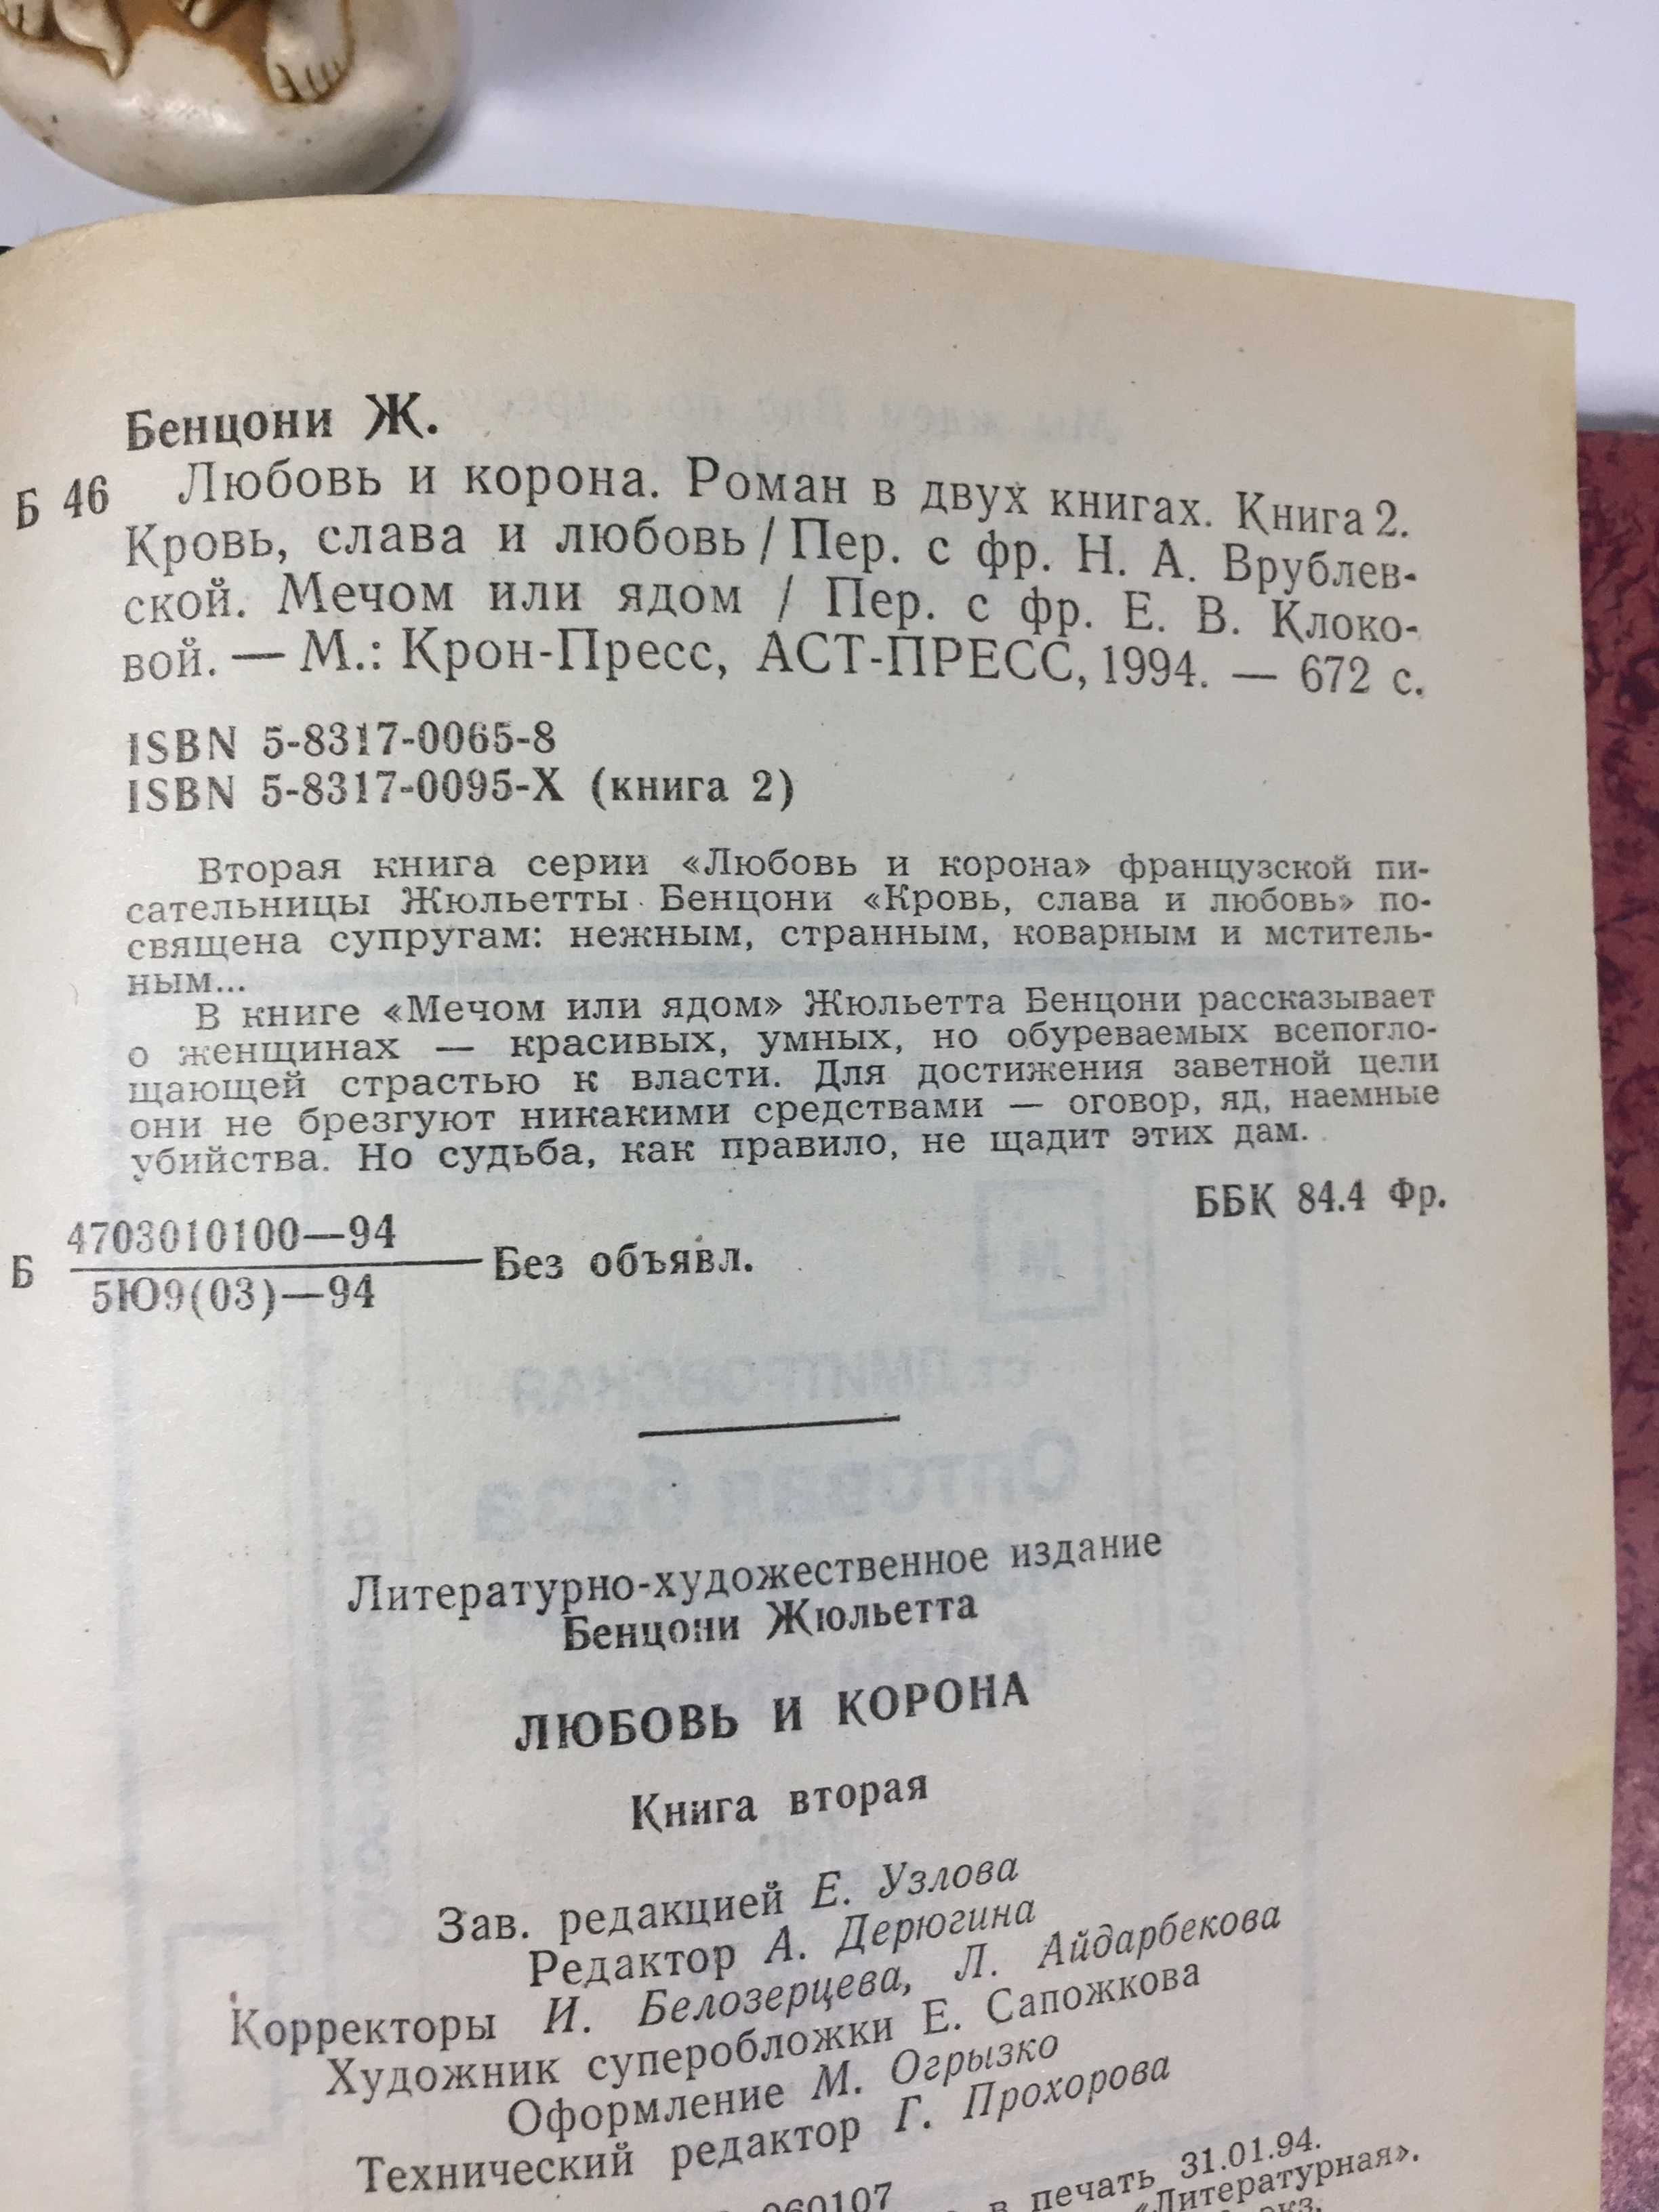 Бенцони Ж.
Б 46 Любовь и корона. Роман в двух книгах. Книга 2.
Кровь, слава и любовь / Пер. с фр. Н. А. Врублев-
ской. Мечом или ядом / Пер. с фр. Е. В. Клоко-
вой. — М.: Крон-Пресс, АСТ-ПРЕСС, 1994. — 672 с.
ISBN 5-8317-0065-8
ISBN 5-8317-0095-X (книга 2)
Вторая книга серии «Любовь и корона» французской пи-
сательницы Жюльетты Бенцони «Кровь, слава и любовь» по-
священа супругам: нежным, странным, коварным и мститель-
ным...
В книге «Мечом или ядом» Жюльетта Бенцони рассказывает
о женщинах — красивых, умных, но обуреваемых всепогло-
щающей страстью к власти. Для достижения заветной цели
они не брезгуют никакими средствами — оговор, яд, наемные
убийства. Но судьба, как правило, не щадит этих дам.
ББК 84.4 Фр.
4703010100—94
Б Без объявл.
5Ю9(03)—94
Литературно-художественное издание
Бенцони Жюльетта
ЛЮБОВЬ И КОРОНА
Книга вторая
Зав. редакцией Е. Узлова
Редактор А. Дерюгина
Корректоры И. Белозерцева, Л. Айдарбекова
Художник суперобложки Е. Сапожкова
Оформление М. Огрызко
Технический редактор Г. Прохорова
060107
в печать 31.01.94.
«Литературная».